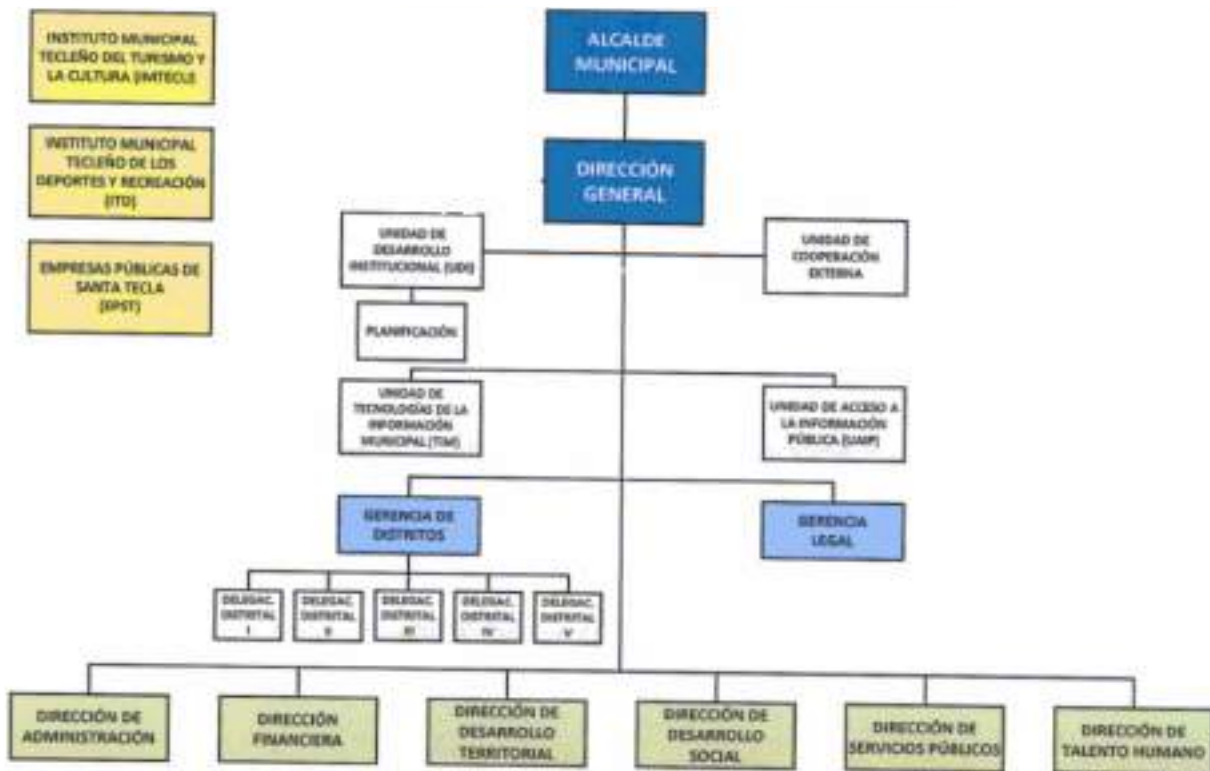 INSTITUTO MUNICIPAL
TECLEÑO DEL TURISMO Y
LA CULTURA (IMTECU)
INSTITUTO MUNICIPAL
TECLEÑO DE LOS
DEPORTES Y RECREACIÓN
(ITD)
EMPRESAS PÚBLICAS DE
SANTA TECLA
(EPST)
ALCALDE
MUNICIPAL
DIRECCIÓN
GENERAL
UNIDAD DE
DESARROLLO
INSTITUCIONAL (UDI)
UNIDAD DE
COOPERACIÓN
EXTERNA
PLANIFICACIÓN
UNIDAD DE
TECNOLOGÍAS DE LA
INFORMACIÓN
MUNICIPAL (TIM)
UNIDAD DE ACCESO A
LA INFORMACIÓN
PÚBLICA (UAIP)
GERENCIA DE
DISTRITOS
GERENCIA
LEGAL
DELEGAC.
DISTRITAL
I
DELEGAC.
DISTRITAL
II
DELEGAC.
DISTRITAL
III
DELEGAC.
DISTRITAL
IV
DELEGAC.
DISTRITAL
V
DIRECCIÓN DE
ADMINISTRACIÓN
DIRECCIÓN
FINANCIERA
DIRECCIÓN DE
DESARROLLO
TERRITORIAL
DIRECCIÓN DE
DESARROLLO
SOCIAL
DIRECCIÓN DE
SERVICIOS PÚBLICOS
DIRECCIÓN DE
TALENTO HUMANO